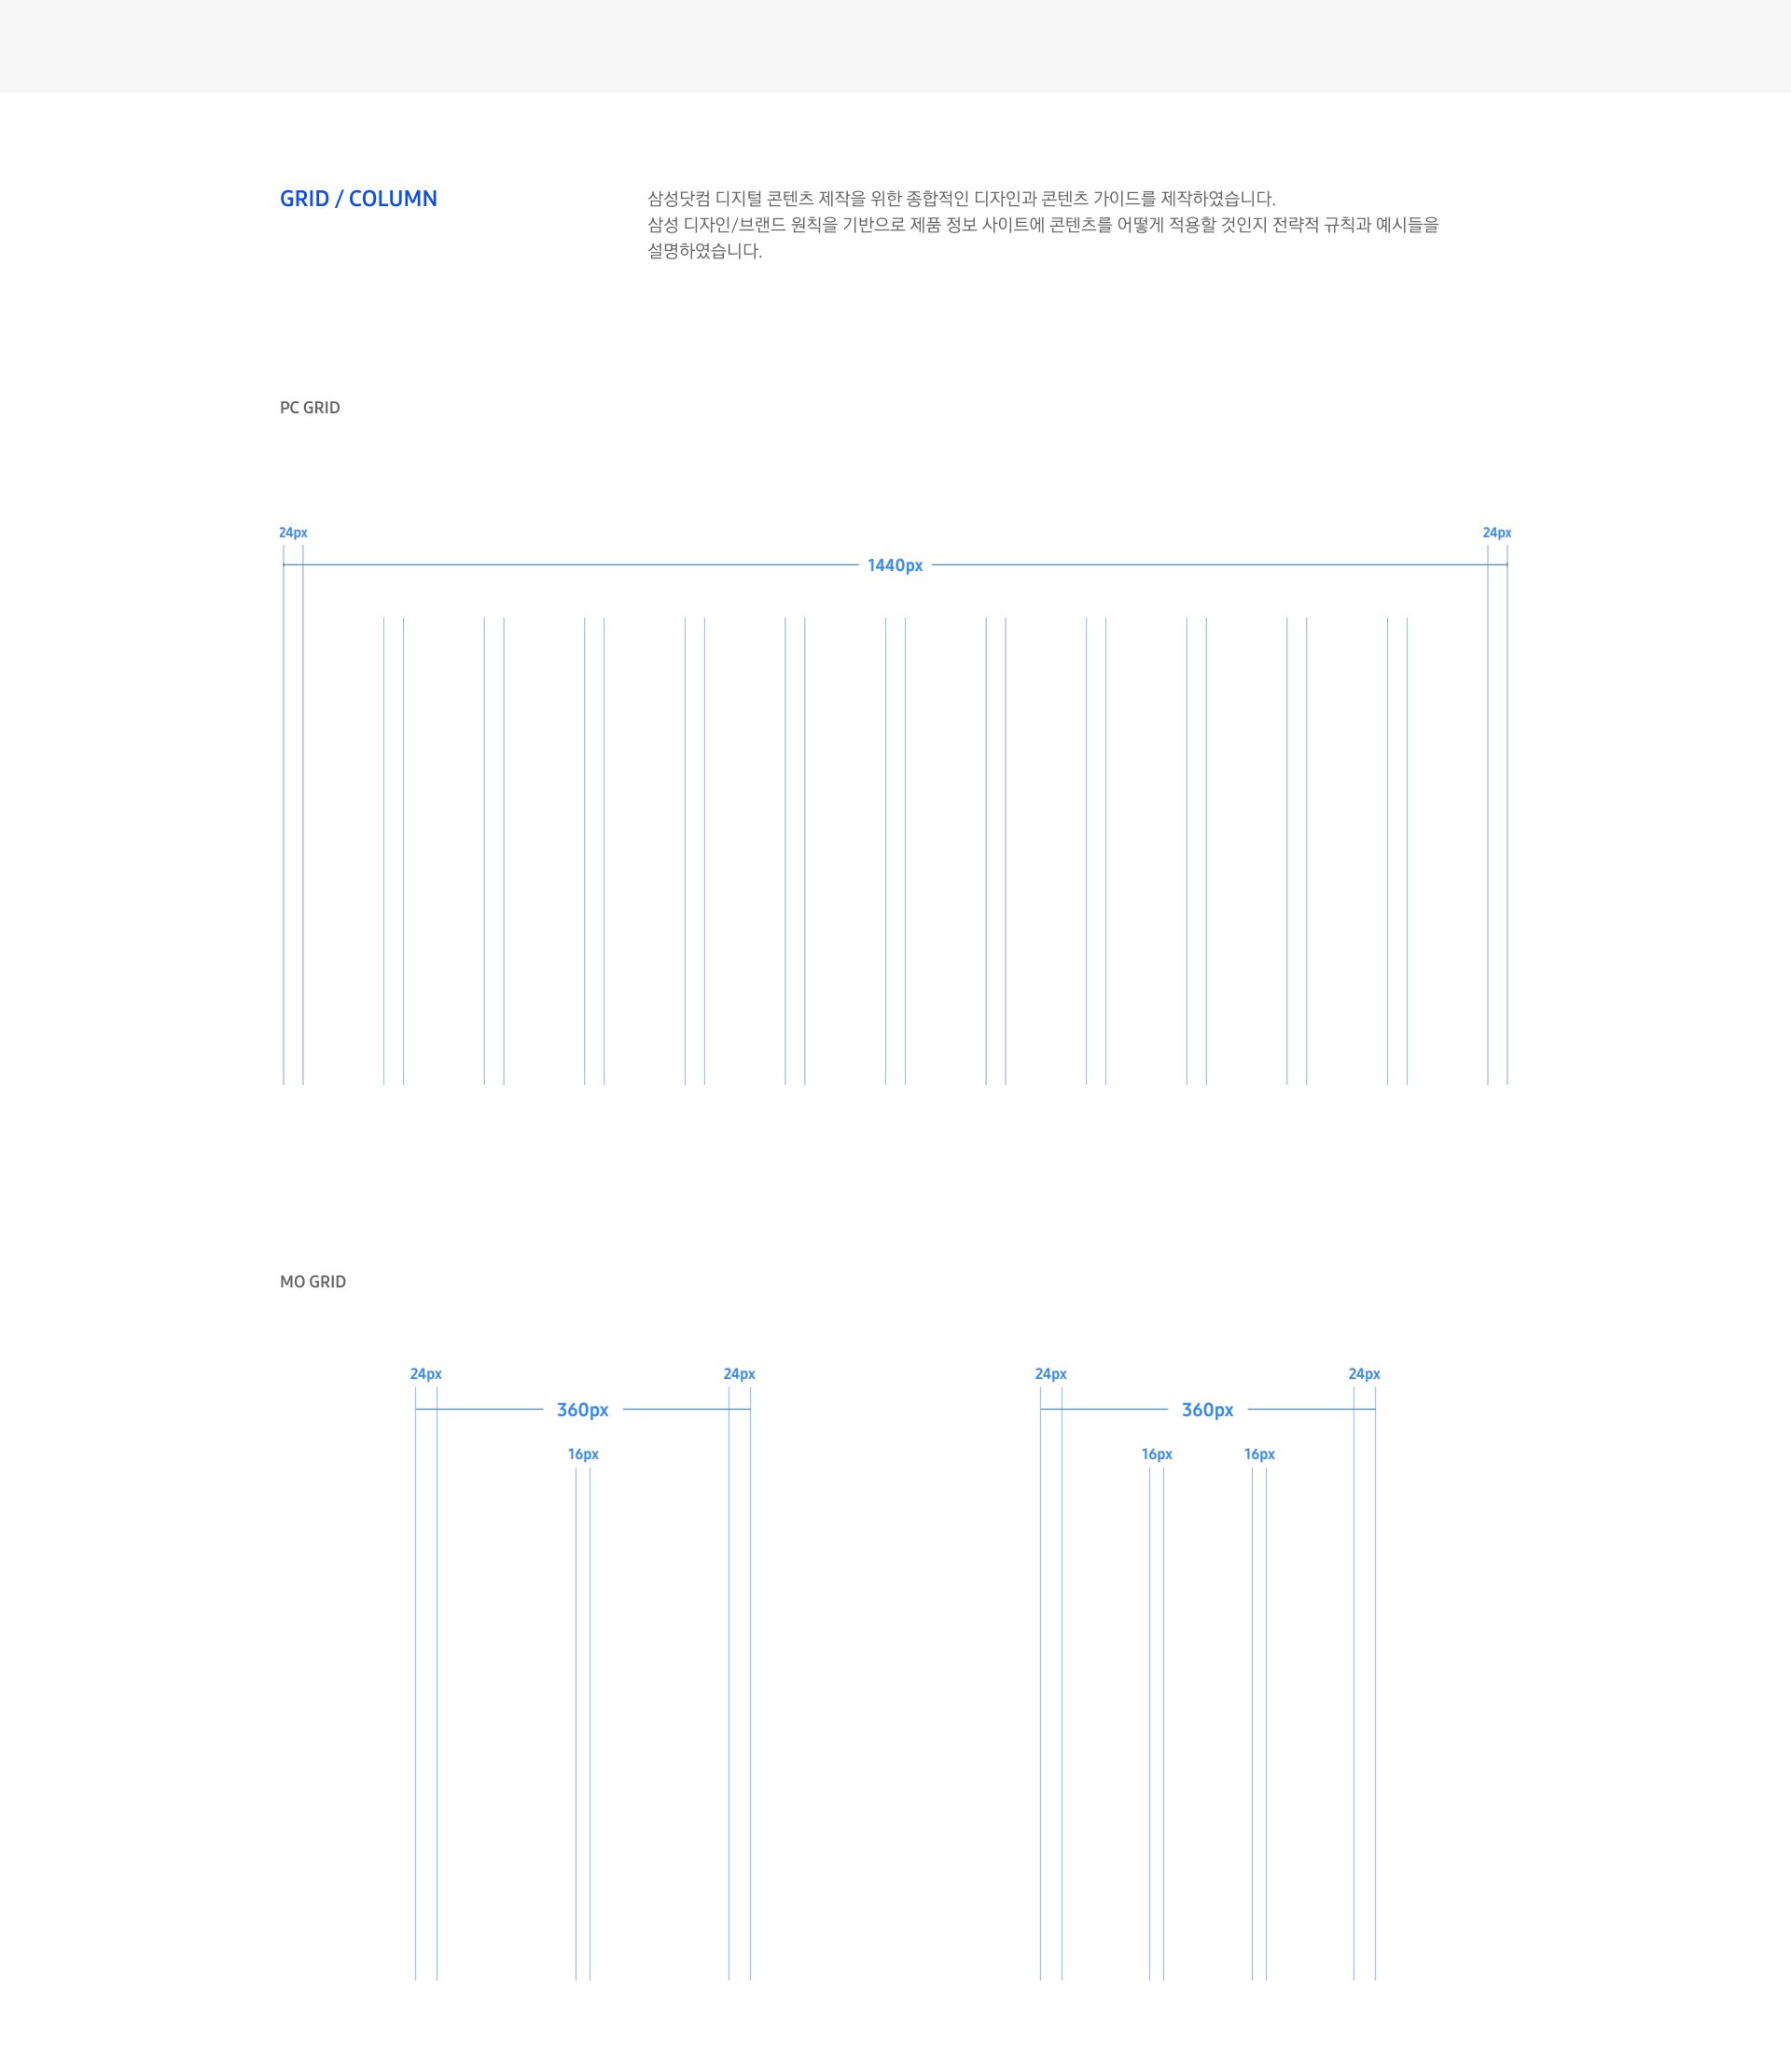 GRID / COLUMN
삼성닷컴 디지털 콘텐츠 제작을 위한 종합적인 디자인과 콘텐츠 가이드를 제작하였습니다.
삼성 디자인/브랜드 원칙을 기반으로 제품 정보 사이트에 콘텐츠를 어떻게 적용할 것인지 전략적 규칙과 예시들을
설명하였습니다.
PC GRID
24px 24px
1440px
MO GRID
24px 24px 24px 24px
360px 360px
16px 16px 16px